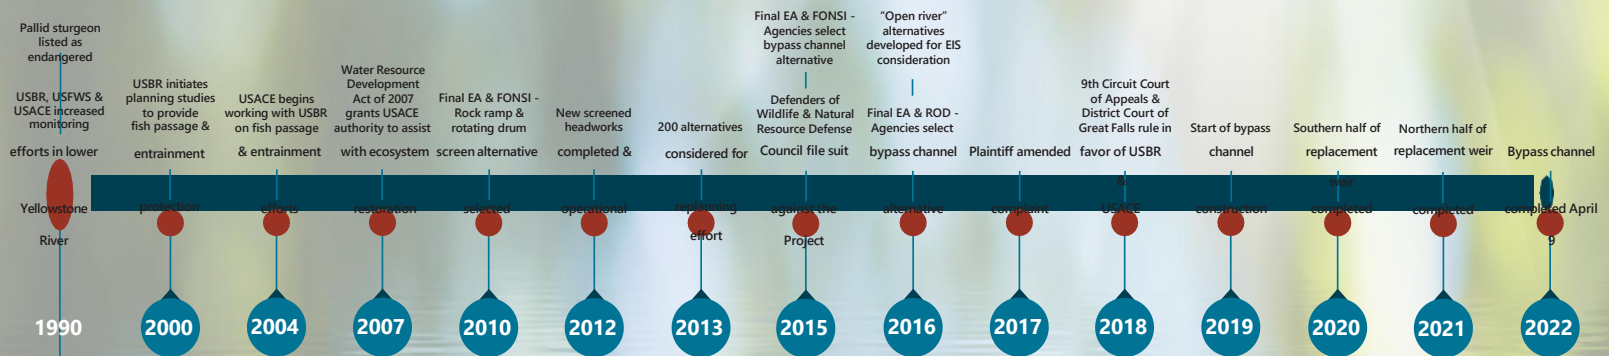 Pallid sturgeon
listed as
endangered
USBR, USFWS &
USACE increased
monitoring
efforts in lower
Yellowstone
River
1990
USBR initiates
planning studies
to provide
fish passage &
entrainment
protection
2000
USACE begins
working with USBR
on fish passage
& entrainment
efforts
2004
Water Resource
Development
Act of 2007
grants USACE
authority to assist
with ecosystem
restoration
2007
Final EA & FONSI -
Rock ramp &
rotating drum
screen alternative
selected
2010
New screened
headworks
completed &
operational
2012
200 alternatives
considered for
replanning
effort
2013
Final EA & FONSI -
Agencies select
bypass channel
alternative
Defenders of
Wildlife & Natural
Resource Defense
Council file suit
against the
Project
2015
“Open river”
alternatives
developed for EIS
consideration
Final EA & ROD -
Agencies select
bypass channel
alternative
2016
Plaintiff amended
complaint
2017
9th Circuit Court
of Appeals &
District Court of
Great Falls rule in
favor of USBR
&
USACE
2018
Start of bypass
channel
construction
2019
Southern half of
replacement
weir
completed
2020
Northern half of
replacement weir
completed
2021
Bypass channel
completed April
9
2022